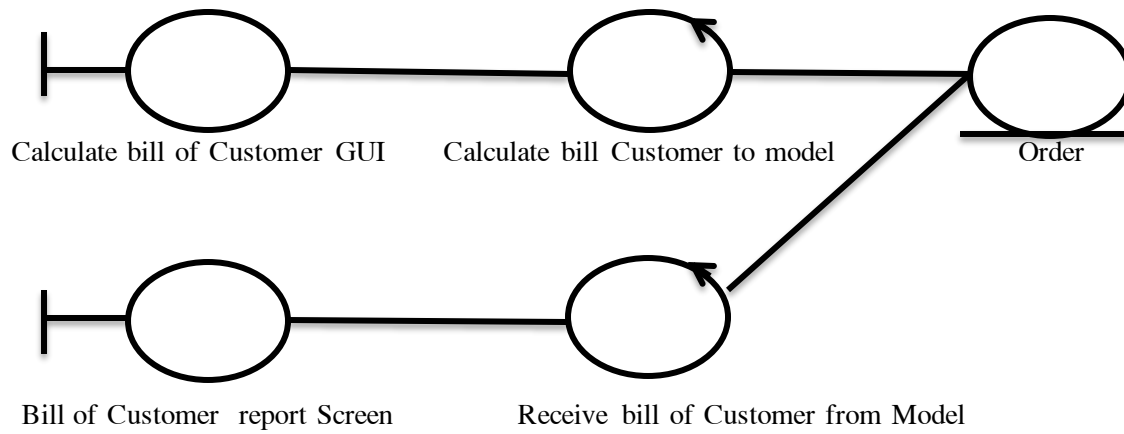 Calculate bill of Customer GUI
Calculate bill Customer to model
Order
Bill of Customer report Screen
Receive bill of Customer from Model